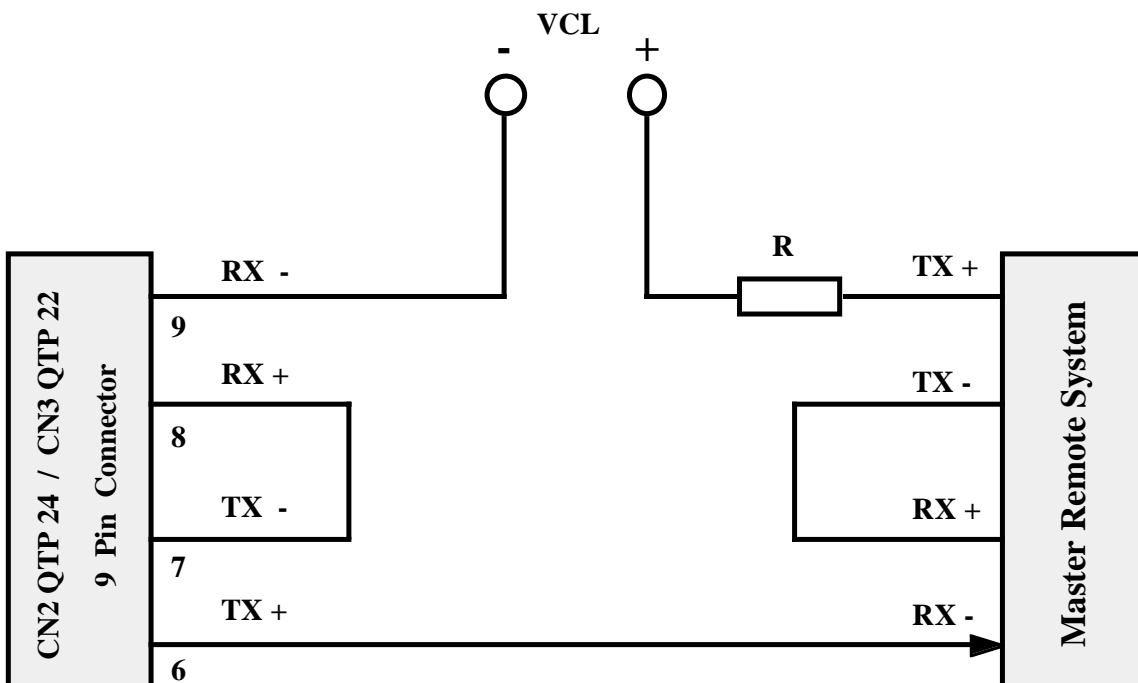 VCL
- +
CN2 QTP 24 / CN3 QTP 22
9 Pin Connector
RX -
9
RX +
8
TX -
7
TX +
6
R
TX +
TX -
RX +
RX -
Master Remote System